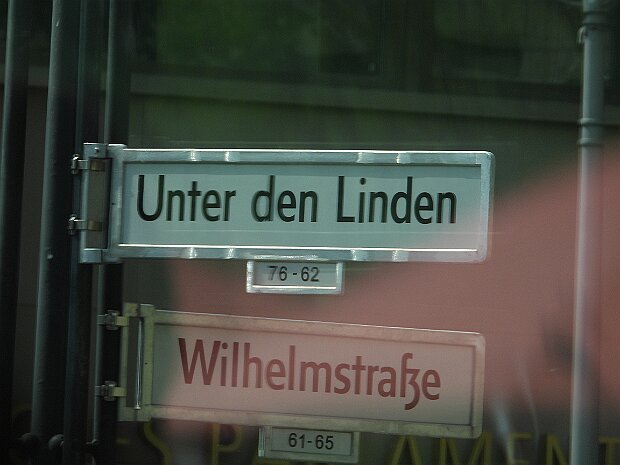 Unter den Linden
76-62
Wilhelmstraße
61-65